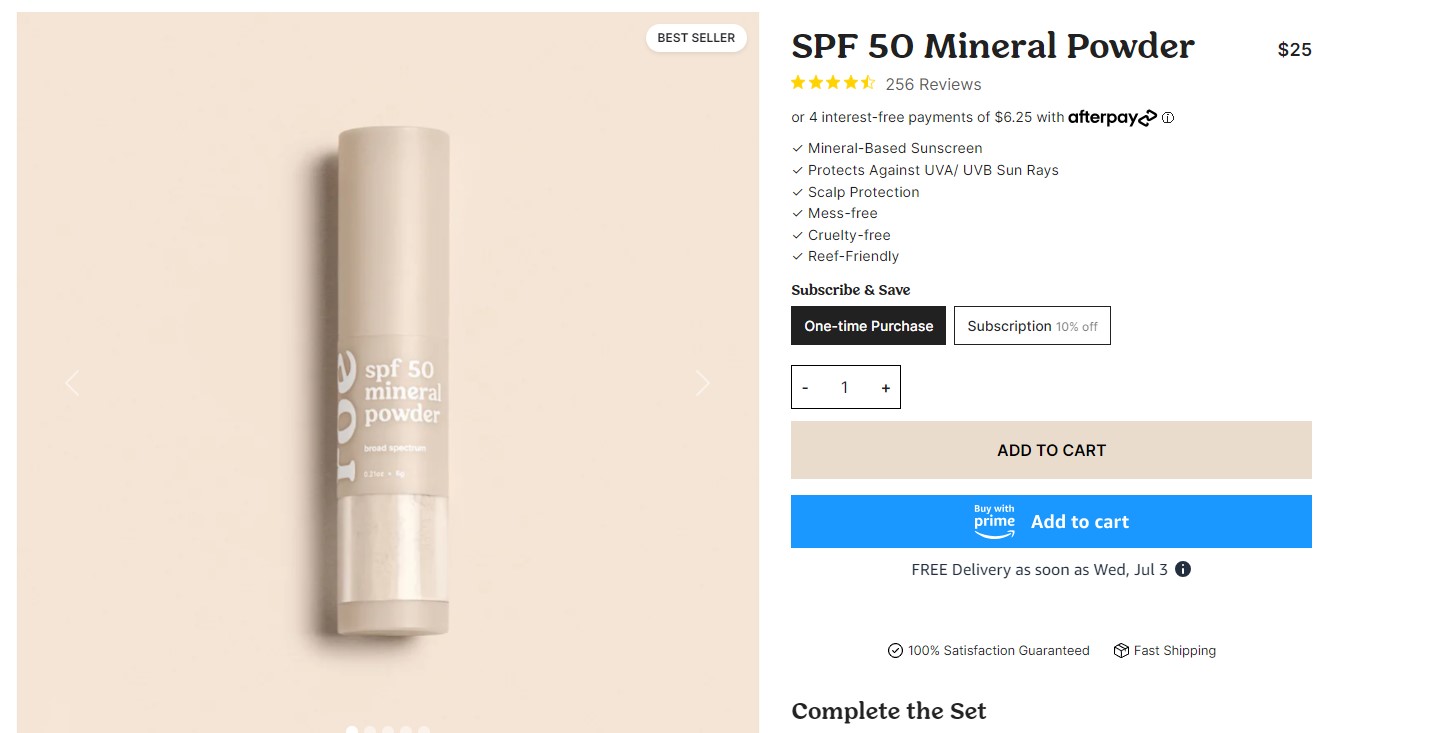 BEST SELLER
roe
spf 50
mineral
powder
broad spectrum
0.21oz • 6g
SPF 50 Mineral Powder
$25
256 Reviews
or 4 interest-free payments of $6.25 with afterpay
✓ Mineral-Based Sunscreen
✓ Protects Against UVA/ UVB Sun Rays
✓ Scalp Protection
✓ Mess-free
✓ Cruelty-free
✓ Reef-Friendly
Subscribe & Save
One-time Purchase
Subscription 10% off
- 1 +
ADD TO CART
Buy with
prime
Add to cart
FREE Delivery as soon as Wed, Jul 3
100% Satisfaction Guaranteed
Fast Shipping
Complete the Set